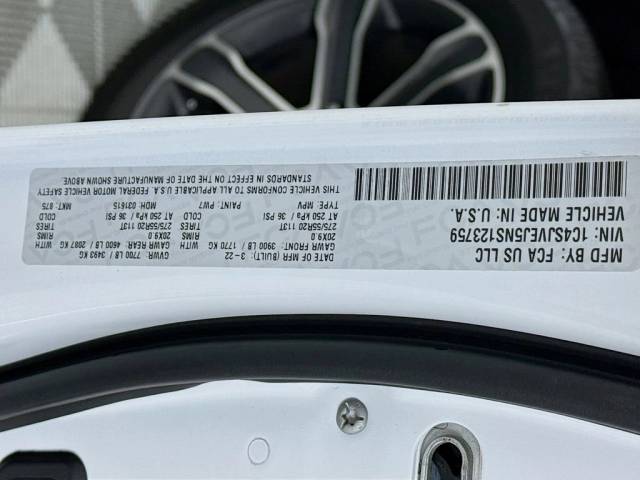 MFD BY: FCA US LLC
VIN: 1C4SJVEJ5NS123759
VEHICLE MADE IN: U.S.A.
DATE OF MFR (BUILT): 3-22 GVWR: 7700 LB / 3493 KG
GAWR FRONT 3900 LB / 1770 KG WITH GAWR REAR 4600 LB / 2087 KG WITH
20X9.0 RIMS 20X9.0 RIMS
275/55R20 113T TIRES 275/55R20 113T TIRES
AT 250 kPa / 36 PSI COLD AT 250 kPa / 36 PSI COLD
TYPE: MPV PAINT: PW7 MDH 031615 MKT: 875
THIS VEHICLE CONFORMS TO ALL APPLICABLE U.S.A. FEDERAL MOTOR VEHICLE SAFETY
STANDARDS IN EFFECT ON THE DATE OF MANUFACTURE SHOWN ABOVE.